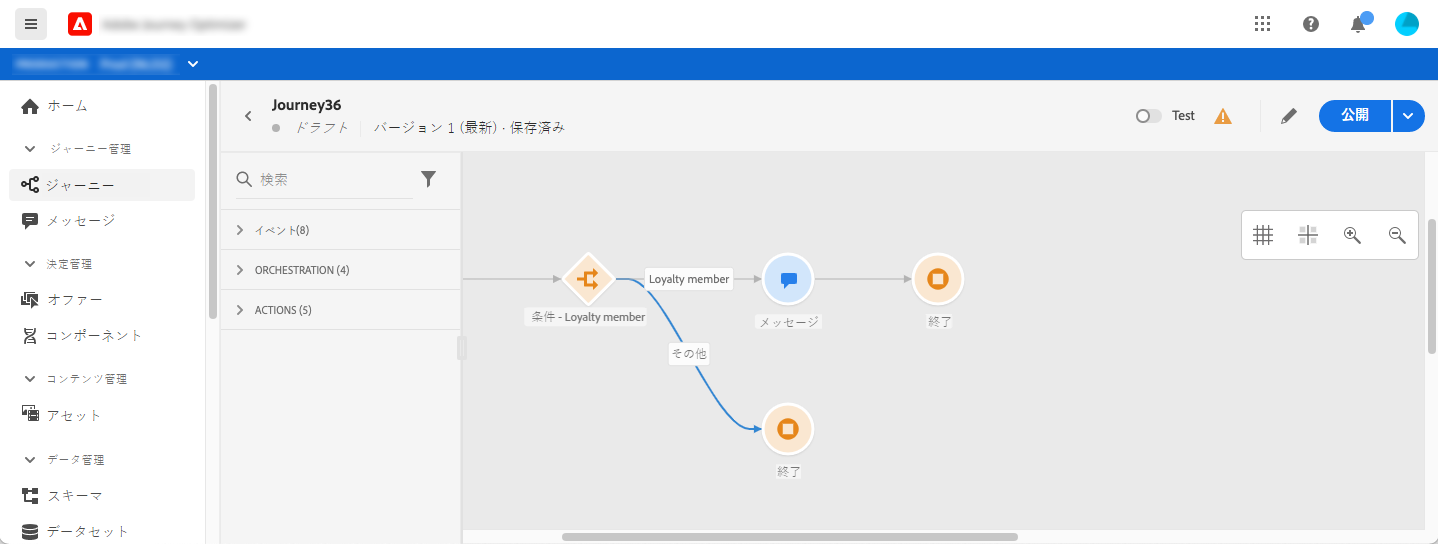 Journey36
ドラフト
バージョン 1 (最新) · 保存済み
Test
公開
ホーム
ジャーニー管理
ジャーニー
メッセージ
決定管理
オファー
コンポーネント
コンテンツ管理
アセット
データ管理
スキーマ
データセット
検索
イベント(8)
ORCHESTRATION (4)
ACTIONS (5)
Loyalty member
条件 - Loyalty member
メッセージ
終了
その他
終了